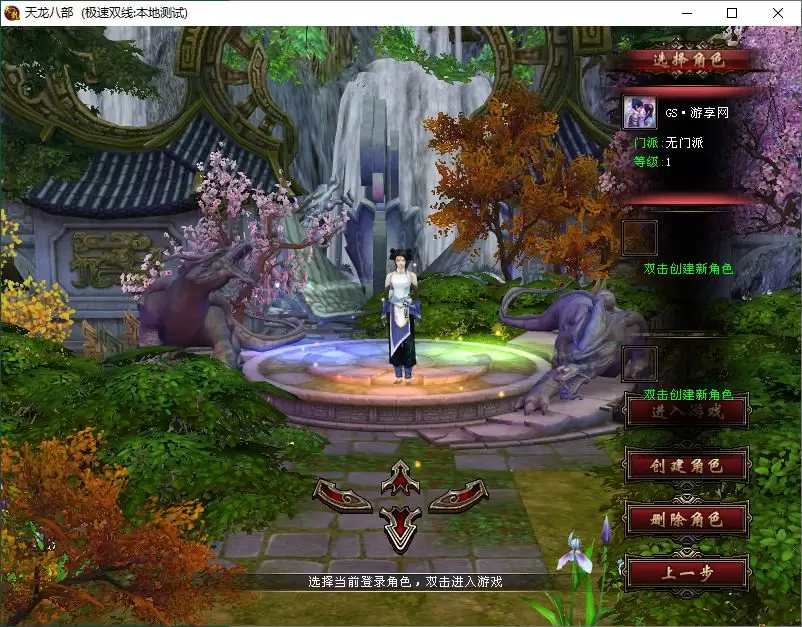 天龙八部 (极速双线:本地测试)
选择角色
GS·游享网
门派:无门派
等级:1
双击创建新角色
双击创建新角色
进入游戏
创建角色
删除角色
上一步
选择当前登录角色，双击进入游戏